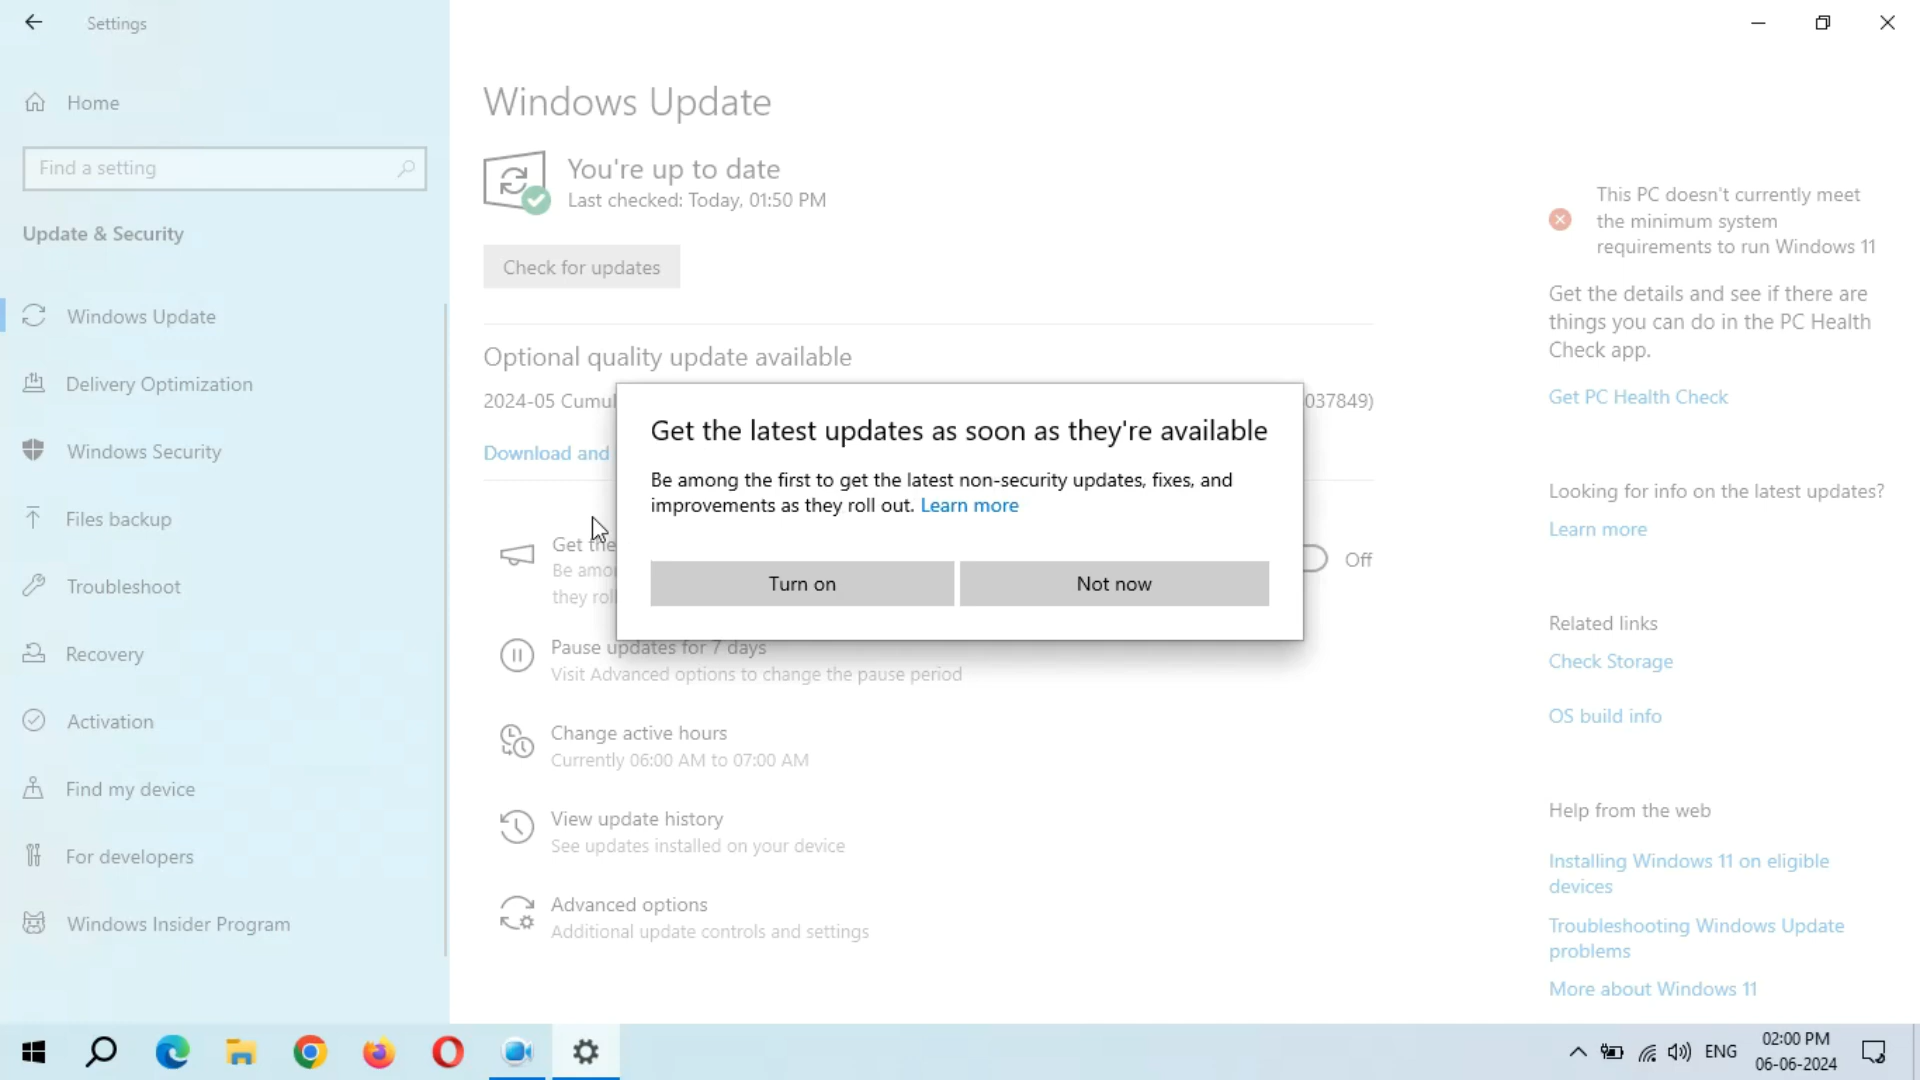 Settings
Home
Find a setting
Update & Security
Windows Update
Delivery Optimization
Windows Security
Files backup
Troubleshoot
Recovery
Activation
Find my device
For developers
Windows Insider Program
Windows Update
You're up to date
Last checked: Today, 01:50 PM
Check for updates
Optional quality update available
2024-05 Cumul
037849)
Download and
Get the latest updates as soon as they're available
Be among the first to get the latest non-security updates, fixes, and
improvements as they roll out. Learn more
Turn on
Not now
Get the
Be amo
they rol
Off
Pause updates for 7 days
Visit Advanced options to change the pause period
Change active hours
Currently 06:00 AM to 07:00 AM
View update history
See updates installed on your device
Advanced options
Additional update controls and settings
This PC doesn't currently meet
the minimum system
requirements to run Windows 11
Get the details and see if there are
things you can do in the PC Health
Check app.
Get PC Health Check
Looking for info on the latest updates?
Learn more
Related links
Check Storage
OS build info
Help from the web
Installing Windows 11 on eligible
devices
Troubleshooting Windows Update
problems
More about Windows 11
ENG
02:00 PM
06-06-2024